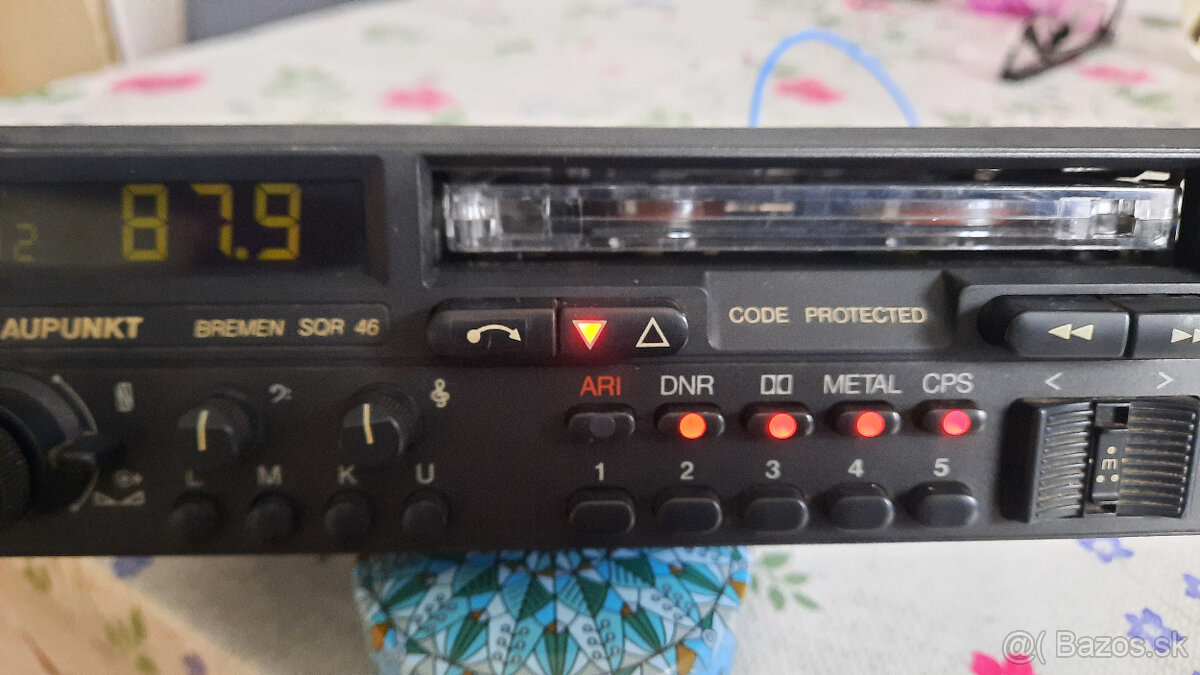 2 87.9
AUPUNKT BREMEN SQR 46
CODE PROTECTED
ARI DNR METAL CPS < >
L M K U
1 2 3 4 5
m
@( Bazos.sk